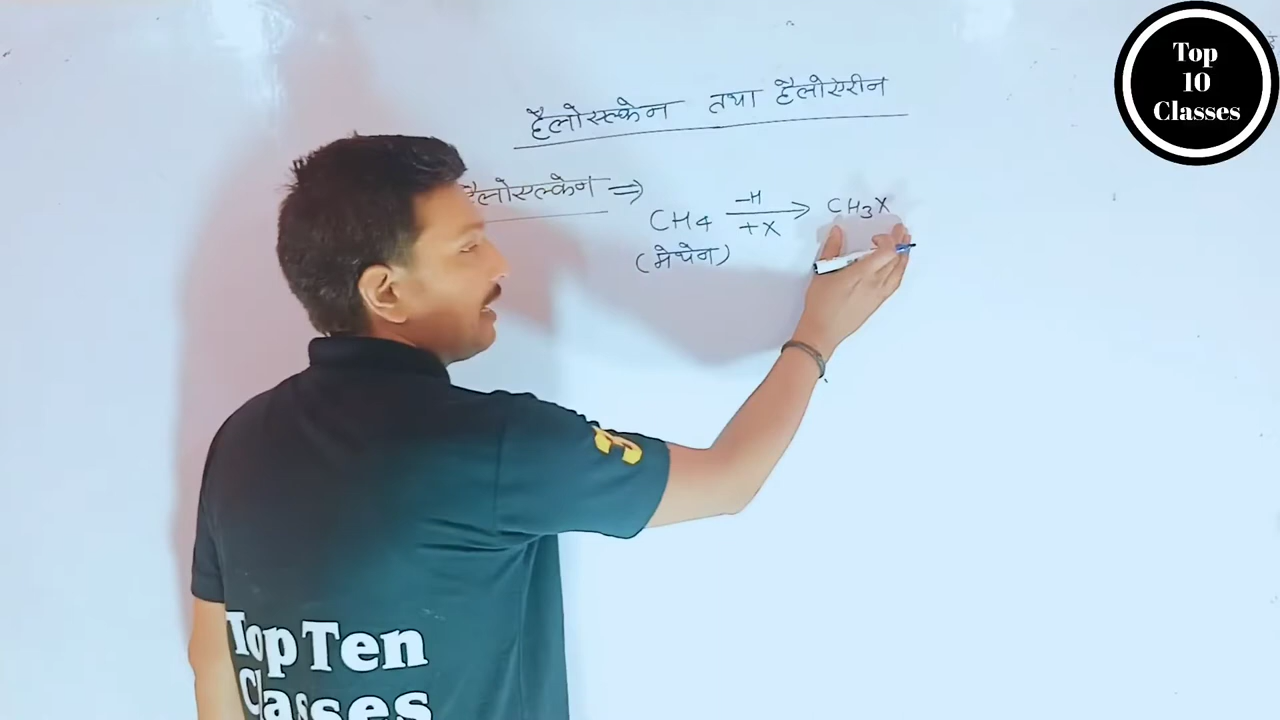 Top
10
Classes
हैलोएल्केन तथा हैलोएरीन
हैलोएल्केन ⇒
CH4 -H/+X → CH3X
(मेथेन)
Top Ten
Classes